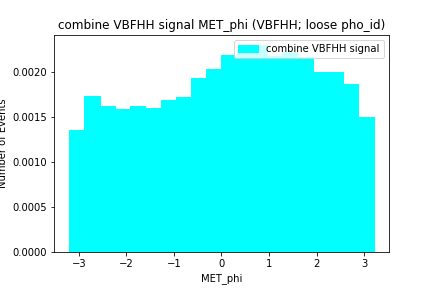 combine VBFHH signal MET_phi (VBFHH; loose pho_id)
combine VBFHH signal
Number of Events
0.0020
0.0015
0.0010
0.0005
0.0000
−3 −2 −1 0 1 2 3
MET_phi